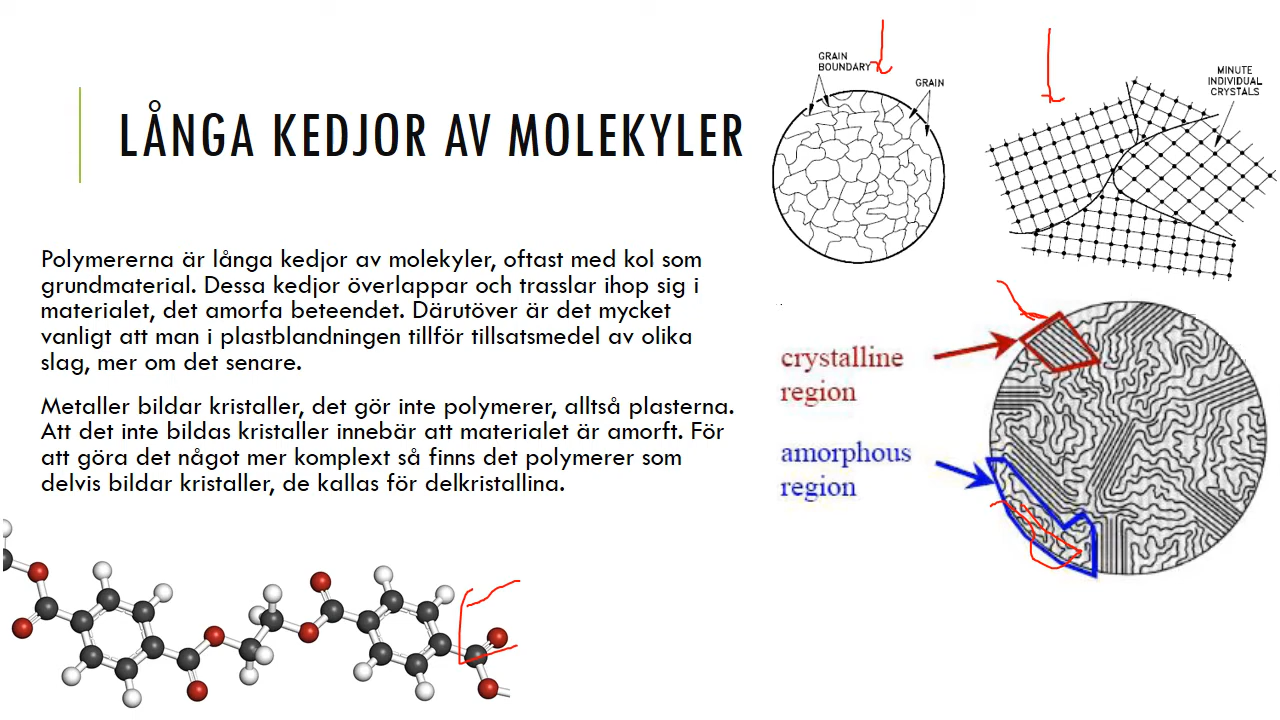 LÅNGA KEDJOR AV MOLEKYLER
Polymererna är långa kedjor av molekyler, oftast med kol som
grundmaterial. Dessa kedjor överlappar och trasslar ihop sig i
materialet, det amorfa beteendet. Därutöver är det mycket
vanligt att man i plastblandningen tillför tillsatsmedel av olika
slag, mer om det senare.
Metaller bildar kristaller, det gör inte polymerer, alltså plasterna.
Att det inte bildas kristaller innebär att materialet är amorft. För
att göra det något mer komplext så finns det polymerer som
delvis bildar kristaller, de kallas för delkristallina.
GRAIN
BOUNDARY
GRAIN
MINUTE
INDIVIDUAL
CRYSTALS
crystalline
region
amorphous
region